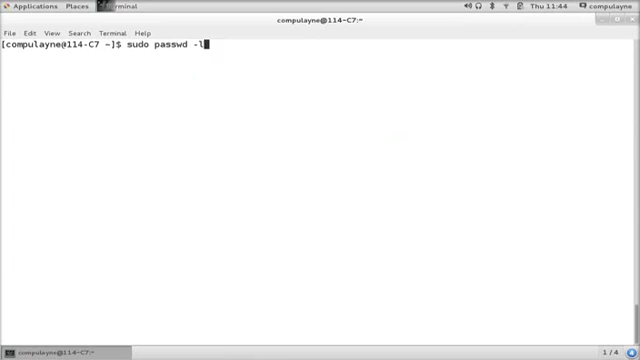 Applications Places Terminal Thu 11:44 compulayne
compulayne@114-C7:~
File Edit View Search Terminal Help
[compulayne@114-C7 ~]$ sudo passwd -l
compulayne@114-C7:~ 1 / 4